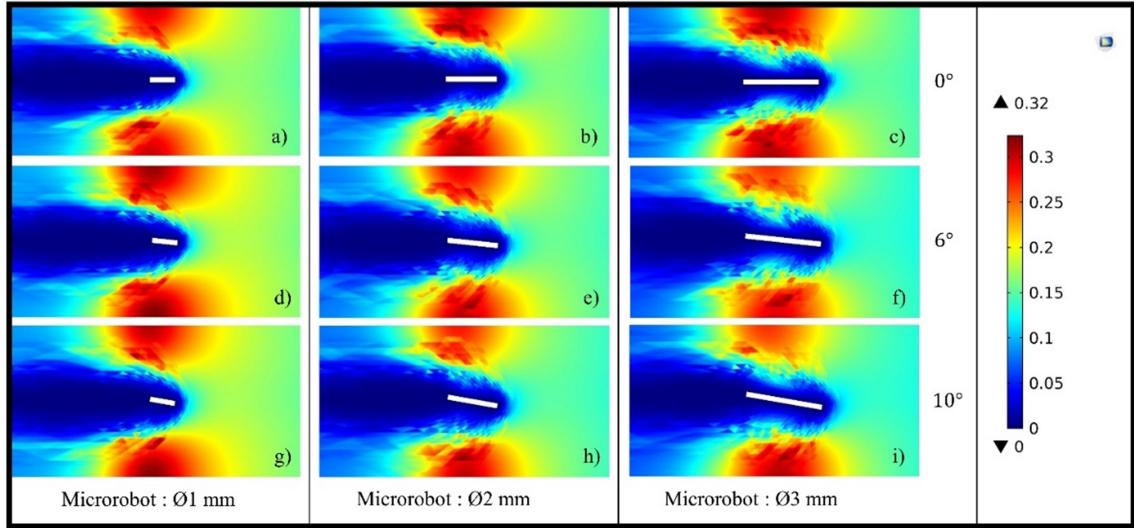 a)
b)
c)
0°
d)
e)
f)
6°
g)
h)
i)
10°
Microrobot : Ø1 mm
Microrobot : Ø2 mm
Microrobot : Ø3 mm
▲ 0.32
0.3
0.25
0.2
0.15
0.1
0.05
0
▼ 0